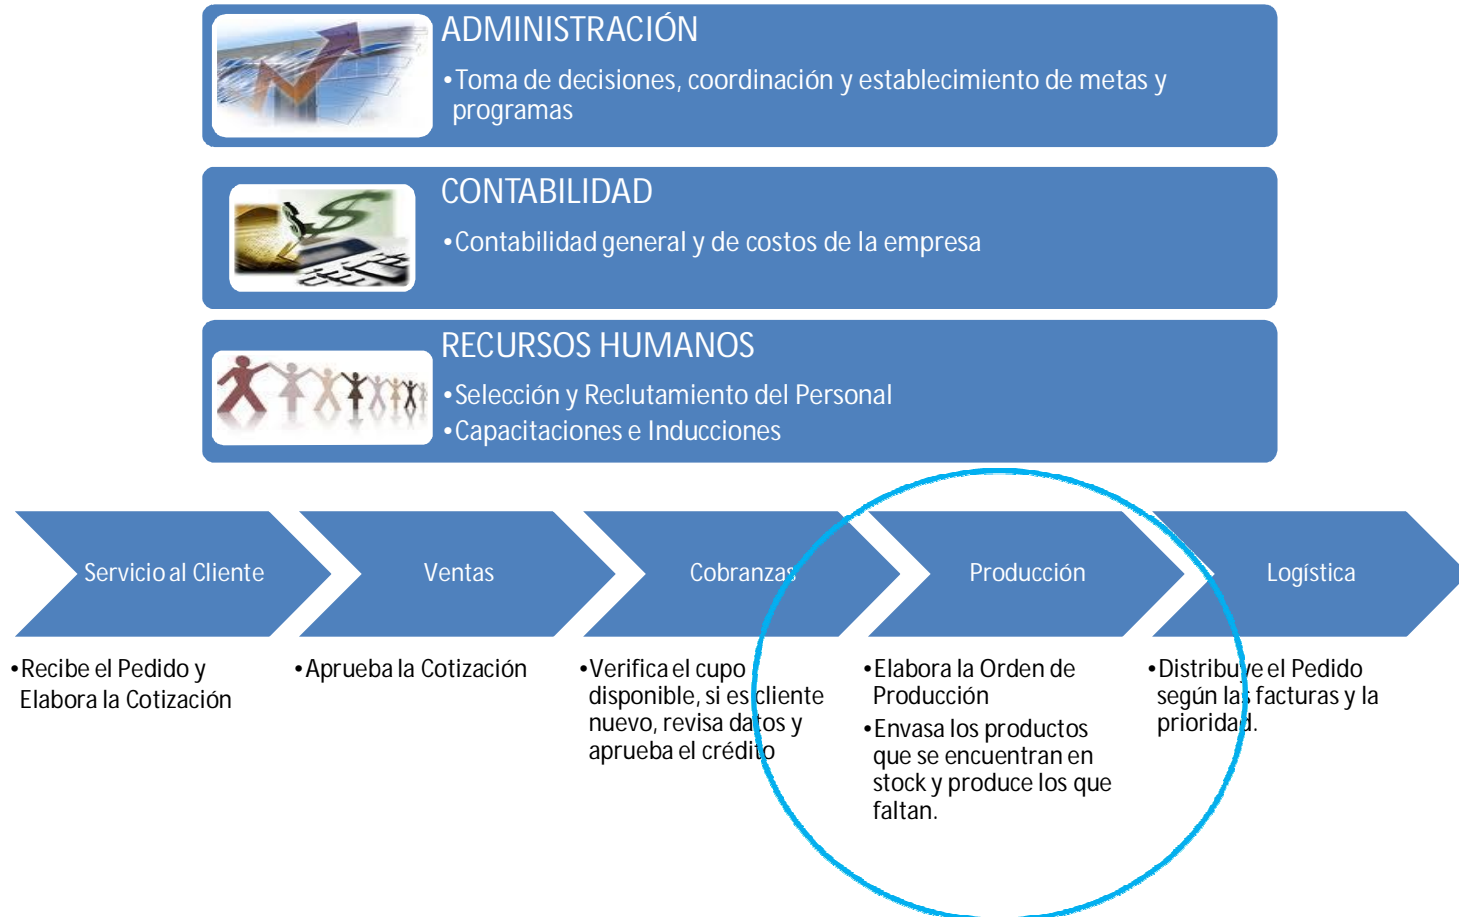 ADMINISTRACIÓN
•Toma de decisiones, coordinación y establecimiento de metas y
programas
CONTABILIDAD
•Contabilidad general y de costos de la empresa
RECURSOS HUMANOS
•Selección y Reclutamiento del Personal
•Capacitaciones e Inducciones
Servicio al Cliente
Ventas
Cobranzas
Producción
Logística
•Recibe el Pedido y
Elabora la Cotización
•Aprueba la Cotización
•Verifica el cupo
disponible, si es cliente
nuevo, revisa datos y
aprueba el crédito
•Elabora la Orden de
Producción
•Envasa los productos
que se encuentran en
stock y produce los que
faltan.
•Distribuye el Pedido
según las facturas y la
prioridad.